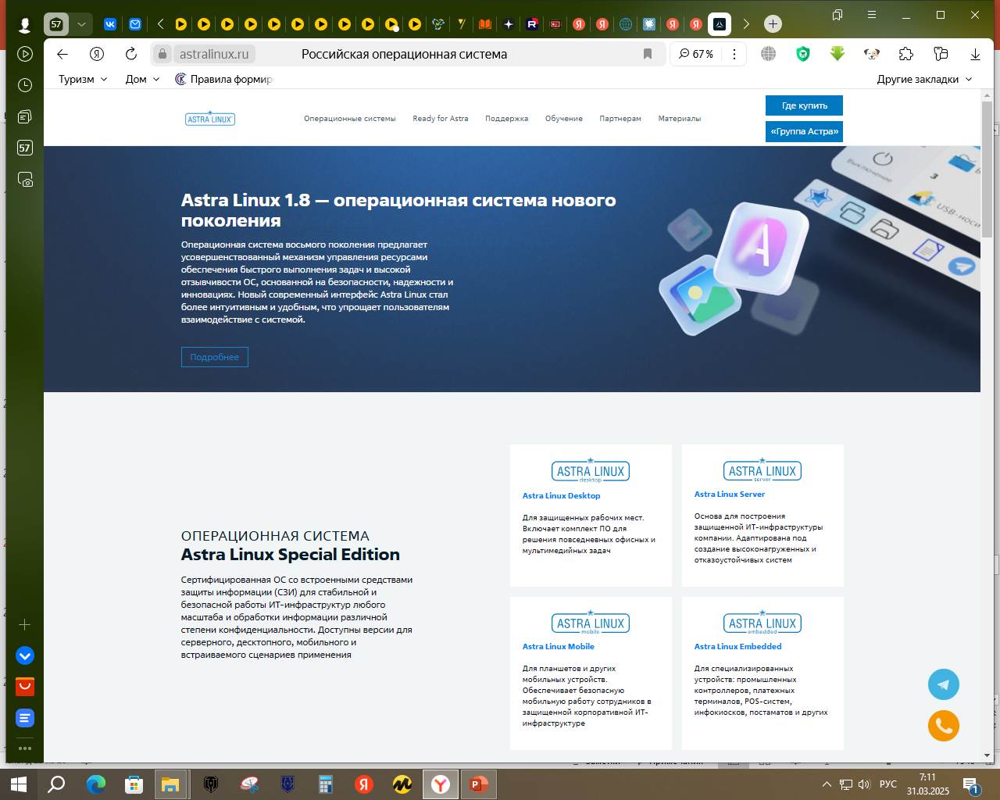 57
astralinux.ru
Российская операционная система
67 %
Туризм
Дом
Правила формир
Другие закладки
57
ASTRA LINUX
Операционные системы
Ready for Astra
Поддержка
Обучение
Партнерам
Материалы
Где купить
«Группа Астра»
Выключение
3
USB-носи
Astra Linux 1.8 — операционная система нового
поколения
Операционная система восьмого поколения предлагает
усовершенствованный механизм управления ресурсами
обеспечения быстрого выполнения задач и высокой
отзывчивости ОС, основанной на безопасности, надежности и
инновациях. Новый современный интерфейс Astra Linux стал
более интуитивным и удобным, что упрощает пользователям
взаимодействие с системой.
Подробнее
ОПЕРАЦИОННАЯ СИСТЕМА
Astra Linux Special Edition
Сертифицированная ОС со встроенными средствами
защиты информации (СЗИ) для стабильной и
безопасной работы ИТ-инфраструктур любого
масштаба и обработки информации различной
степени конфиденциальности. Доступны версии для
серверного, десктопного, мобильного и
встраиваемого сценариев применения
ASTRA LINUX
desktop
Astra Linux Desktop
Для защищенных рабочих мест.
Включает комплект ПО для
решения повседневных офисных и
мультимедийных задач
ASTRA LINUX
server
Astra Linux Server
Основа для построения
защищенной ИТ-инфраструктуры
компании. Адаптирована под
создание высоконагруженных и
отказоустойчивых систем
ASTRA LINUX
mobile
Astra Linux Mobile
Для планшетов и других
мобильных устройств.
Обеспечивает безопасную
мобильную работу сотрудников в
защищенной корпоративной ИТ-
инфраструктуре
ASTRA LINUX
embedded
Astra Linux Embedded
Для специализированных
устройств: промышленных
контроллеров, платежных
терминалов, POS-систем,
инфокиосков, постаматов и других
РУС
7:11
31.03.2025
1